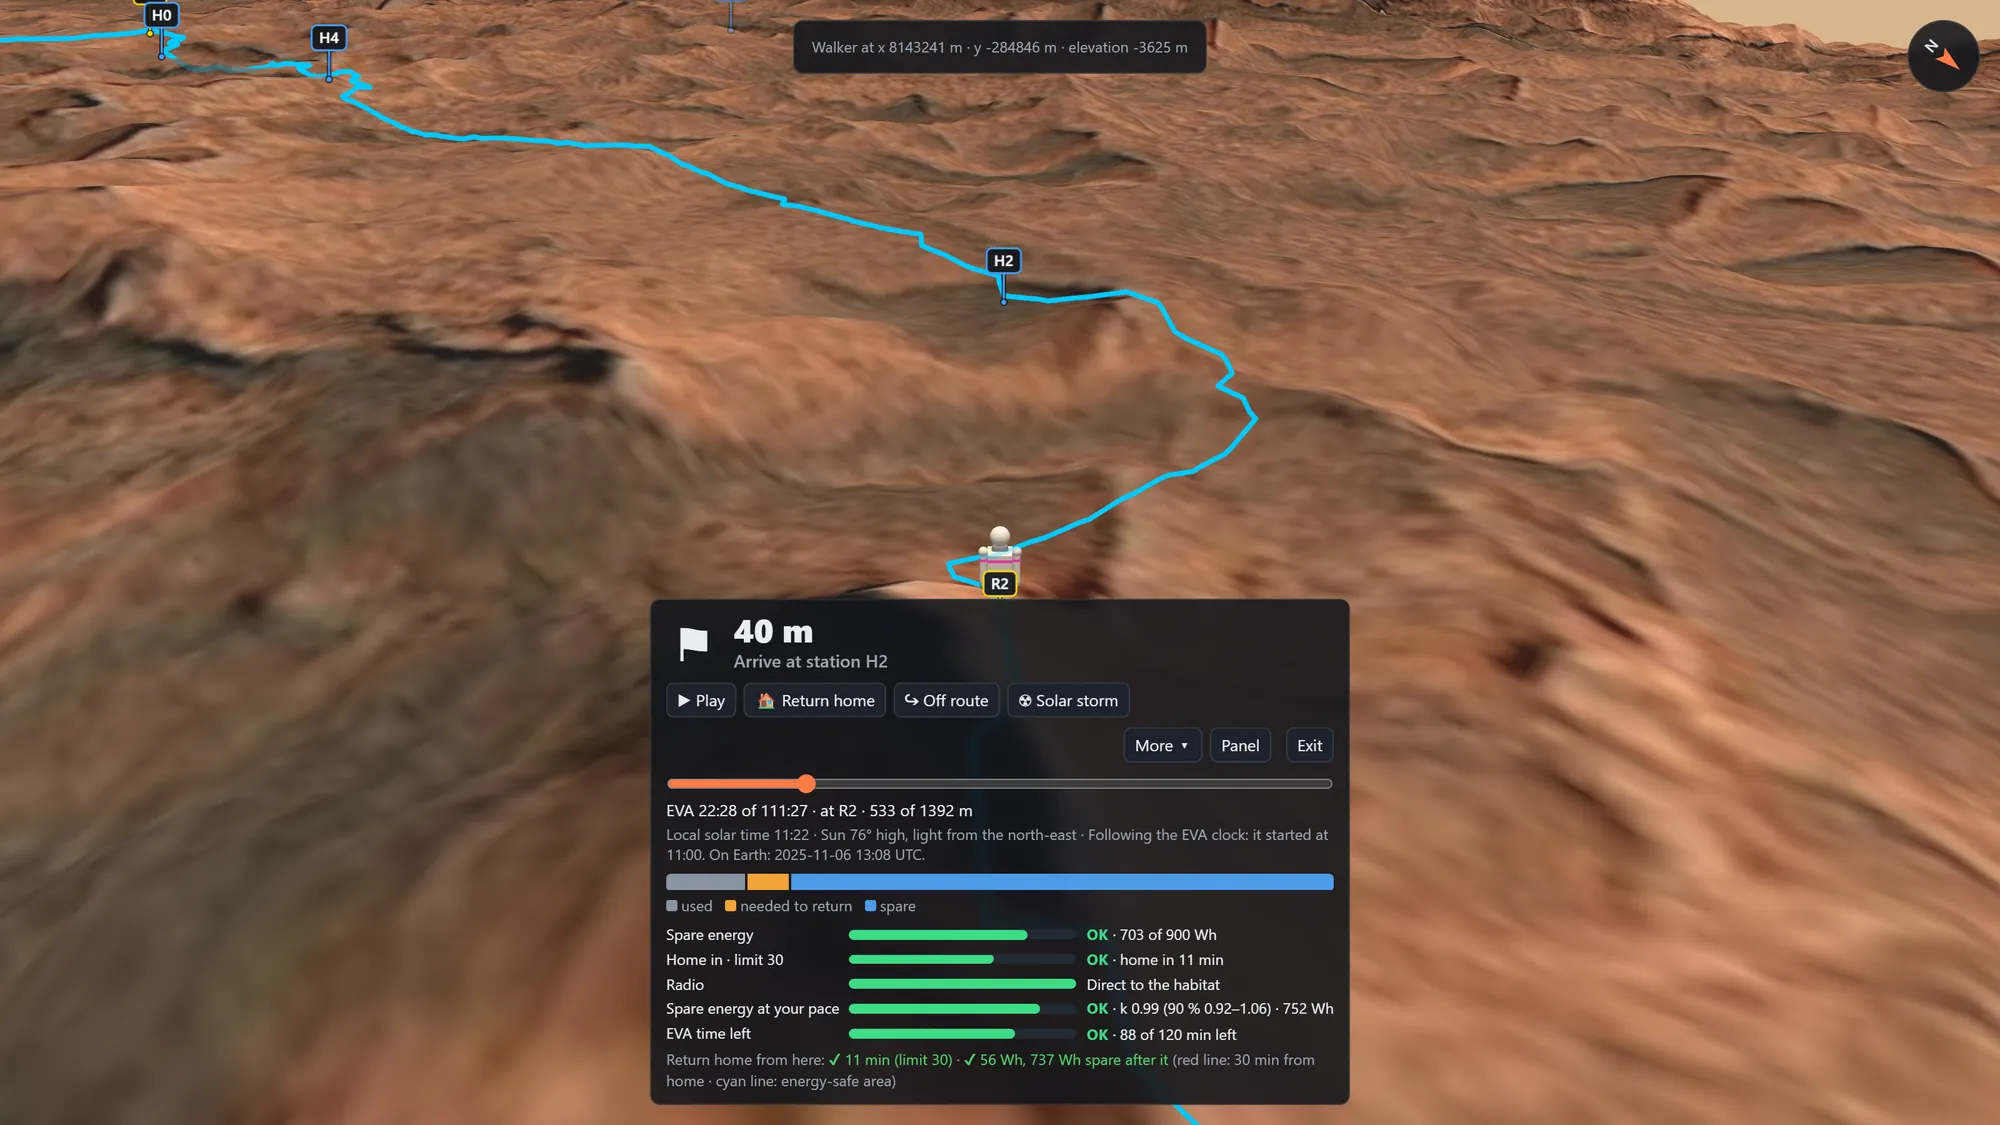 H0
H4
Walker at x 8143241 m · y -284846 m · elevation -3625 m
N
H2
R2
40 m
Arrive at station H2
Play
Return home
Off route
Solar storm
More
Panel
Exit
EVA 22:28 of 111:27 · at R2 · 533 of 1392 m
Local solar time 11:22 · Sun 76° high, light from the north-east · Following the EVA clock: it started at
11:00. On Earth: 2025-11-06 13:08 UTC.
used needed to return spare
Spare energy OK · 703 of 900 Wh
Home in · limit 30 OK · home in 11 min
Radio Direct to the habitat
Spare energy at your pace OK · k 0.99 (90 % 0.92–1.06) · 752 Wh
EVA time left OK · 88 of 120 min left
Return home from here: ✓ 11 min (limit 30) · ✓ 56 Wh, 737 Wh spare after it (red line: 30 min from
home · cyan line: energy-safe area)